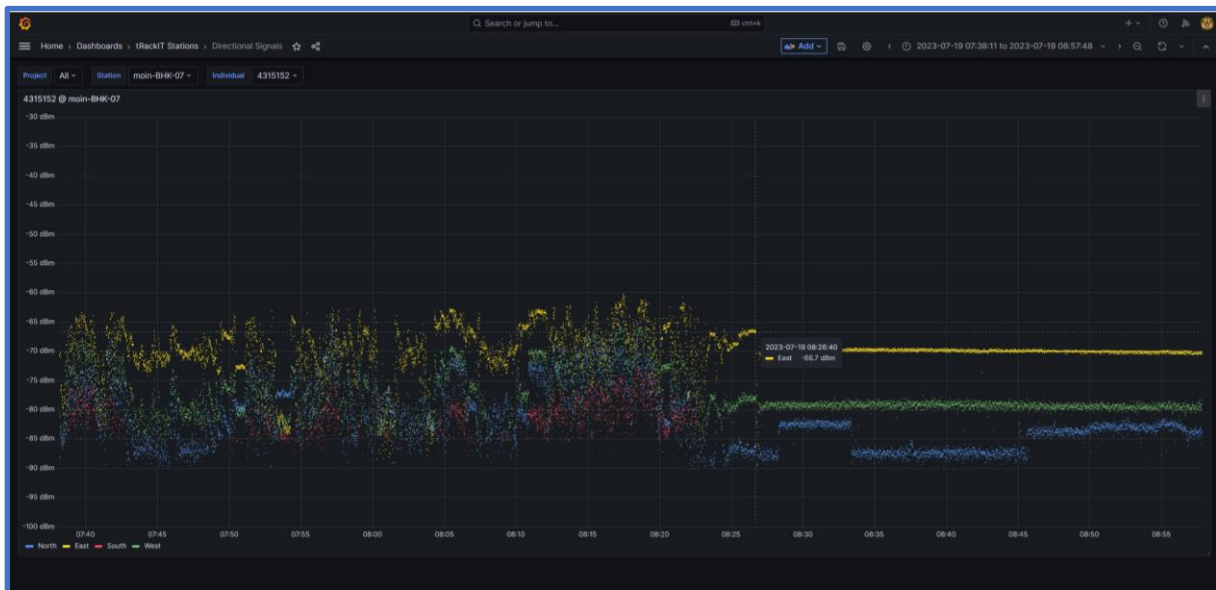 Search or jump to... ctrl+k
Home › Dashboards › tRackIT Stations › Directional Signals Add 2023-07-19 07:38:11 to 2023-07-19 08:57:48
Project All Station moin-BHK-07 Individual 4315152
4315152 @ moin-BHK-07
-30 dBm
-35 dBm
-40 dBm
-45 dBm
-50 dBm
-55 dBm
-60 dBm
-65 dBm
-70 dBm
-75 dBm
-80 dBm
-85 dBm
-90 dBm
-95 dBm
-100 dBm
2023-07-19 08:26:40
East -66.7 dBm
07:40 07:45 07:50 07:55 08:00 08:05 08:10 08:15 08:20 08:25 08:30 08:35 08:40 08:45 08:50 08:55
North East South West